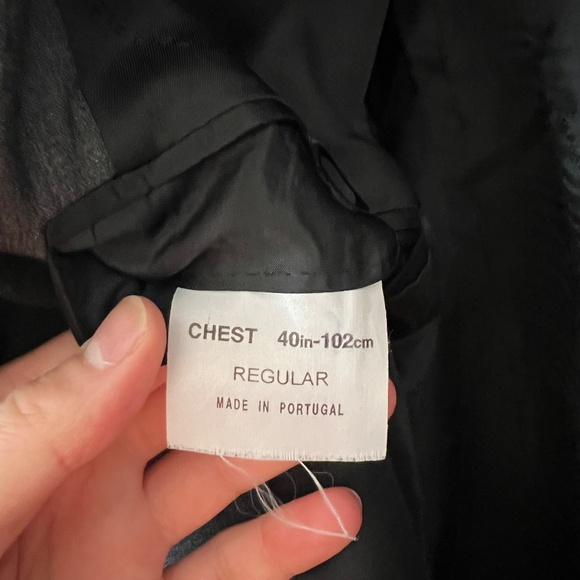 CHEST 40in-102cm
REGULAR
MADE IN PORTUGAL